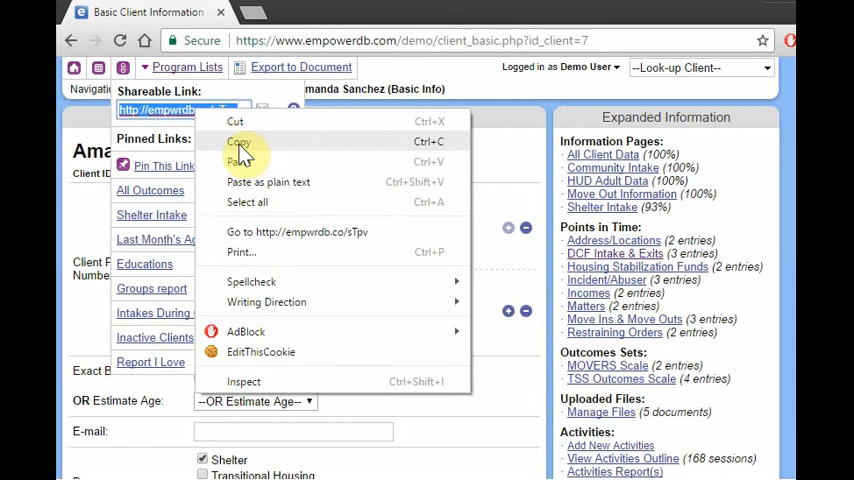 Basic Client Information
Secure
https://www.empowerdb.com/demo/client_basic.php?id_client=7
Program Lists
Export to Document
Logged in as Demo User
--Look-up Client--
Shareable Link:
Navigati
manda Sanchez (Basic Info)
http://empwrdb
Cut Ctrl+X
Copy Ctrl+C
Ctrl+V
Paste as plain text Ctrl+Shift+V
Select all Ctrl+A
Go to http://empwrdb.co/sTpv
Print... Ctrl+P
Spellcheck
Writing Direction
AdBlock
EditThisCookie
Inspect Ctrl+Shift+I
Pinned Links:
Pin This Link
All Outcomes
Shelter Intake
Last Month's A
Educations
Groups report
Intakes During
Inactive Clients
Report I Love
Ama
Client ID
Client P
Number
Exact B
OR Estimate Age:
--OR Estimate Age--
E-mail:
Shelter
Transitional Housing
Expanded Information
Information Pages:
All Client Data (100%)
Community Intake (100%)
HUD Adult Data (100%)
Move Out Information (100%)
Shelter Intake (93%)
Points in Time:
Address/Locations (2 entries)
DCF Intake & Exits (3 entries)
Housing Stabilization Funds (2 entries)
Incident/Abuser (3 entries)
Incomes (2 entries)
Matters (2 entries)
Move Ins & Move Outs (3 entries)
Restraining Orders (2 entries)
Outcomes Sets:
MOVERS Scale (2 entries)
TSS Outcomes Scale (4 entries)
Uploaded Files:
Manage Files (5 documents)
Activities:
Add New Activities
View Activities Outline (168 sessions)
Activities Report(s)